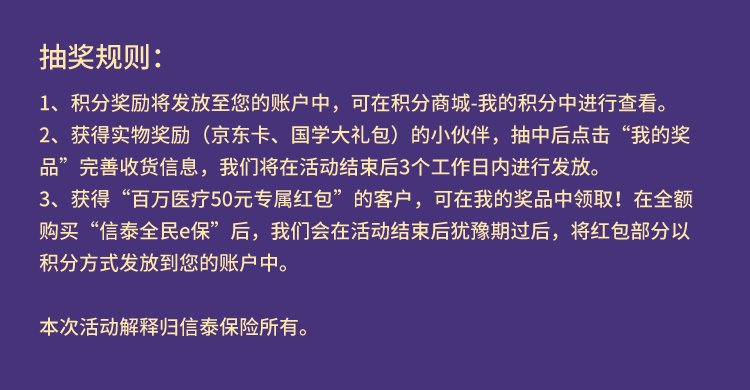 抽奖规则：
1、积分奖励将发放至您的账户中，可在积分商城-我的积分中进行查看。
2、获得实物奖励（京东卡、国学大礼包）的小伙伴，抽中后点击“我的奖
品”完善收货信息，我们将在活动结束后3个工作日内进行发放。
3、获得“百万医疗50元专属红包”的客户，可在我的奖品中领取！在全额
购买“信泰全民e保”后，我们会在活动结束后犹豫期过后，将红包部分以
积分方式发放到您的账户中。
本次活动解释归信泰保险所有。